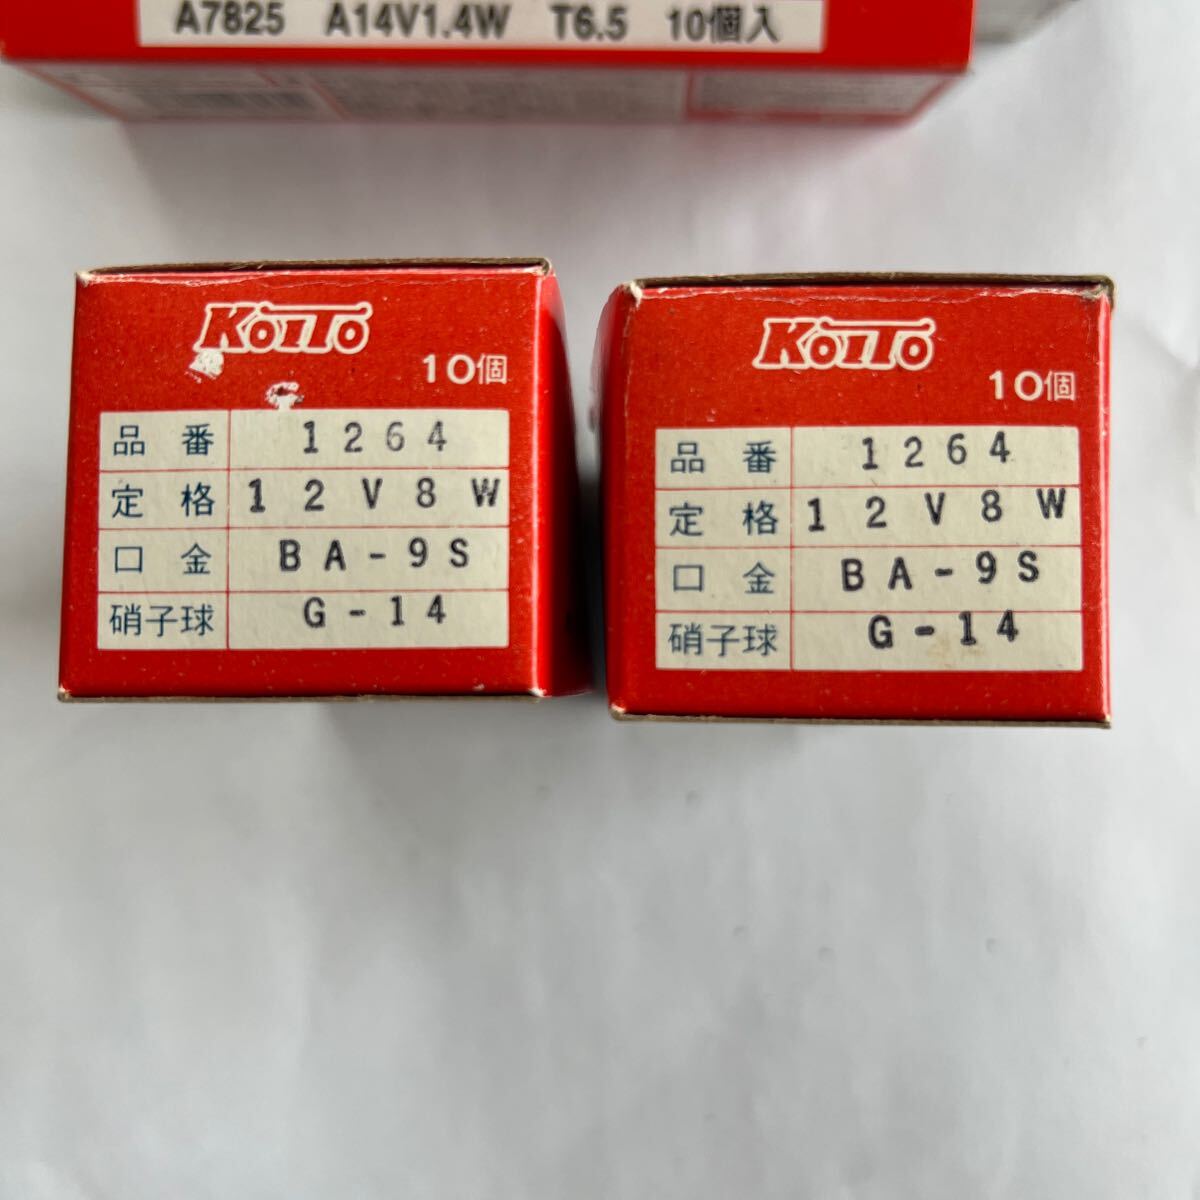 A7825 A14V1.4W T6.5 10個入
KOITO
10個
品番 1264
定格 12V8W
口金 BA-9S
硝子球 G-14
KOITO
10個
品番 1264
定格 12V8W
口金 BA-9S
硝子球 G-14